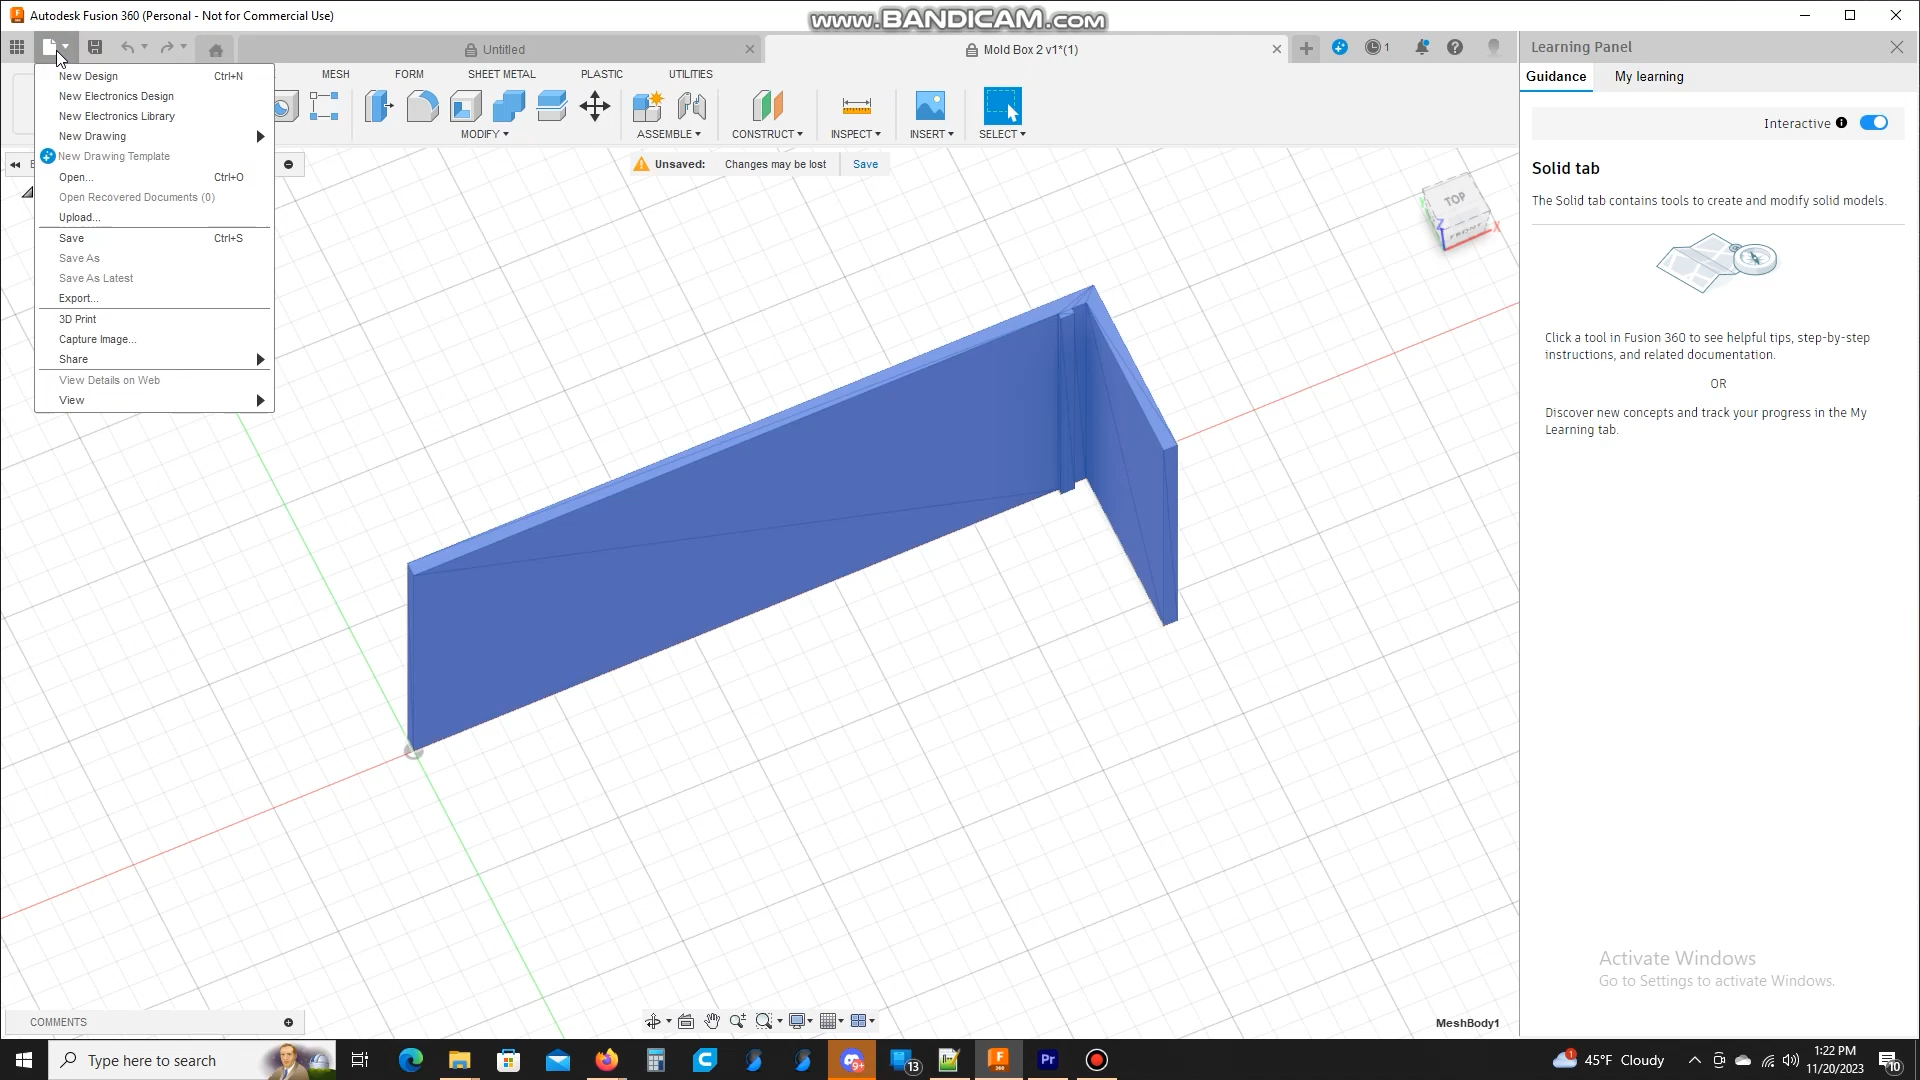 Autodesk Fusion 360 (Personal - Not for Commercial Use)
www.BANDICAM.com
Untitled
Mold Box 2 v1*(1)
1
Learning Panel
New Design Ctrl+N
New Electronics Design
New Electronics Library
New Drawing
New Drawing Template
Open... Ctrl+O
Open Recovered Documents (0)
Upload...
Save Ctrl+S
Save As
Save As Latest
Export...
3D Print
Capture Image...
Share
View Details on Web
View
MESH FORM SHEET METAL PLASTIC UTILITIES
MODIFY ASSEMBLE CONSTRUCT INSPECT INSERT SELECT
Unsaved: Changes may be lost Save
TOP
FRONT
Z
X
Guidance My learning
Interactive
Solid tab
The Solid tab contains tools to create and modify solid models.
Click a tool in Fusion 360 to see helpful tips, step-by-step
instructions, and related documentation.
OR
Discover new concepts and track your progress in the My
Learning tab.
Activate Windows
Go to Settings to activate Windows.
COMMENTS
MeshBody1
Type here to search
9+
13
F
360
Pr
1
45°F Cloudy
1:22 PM
11/20/2023
10